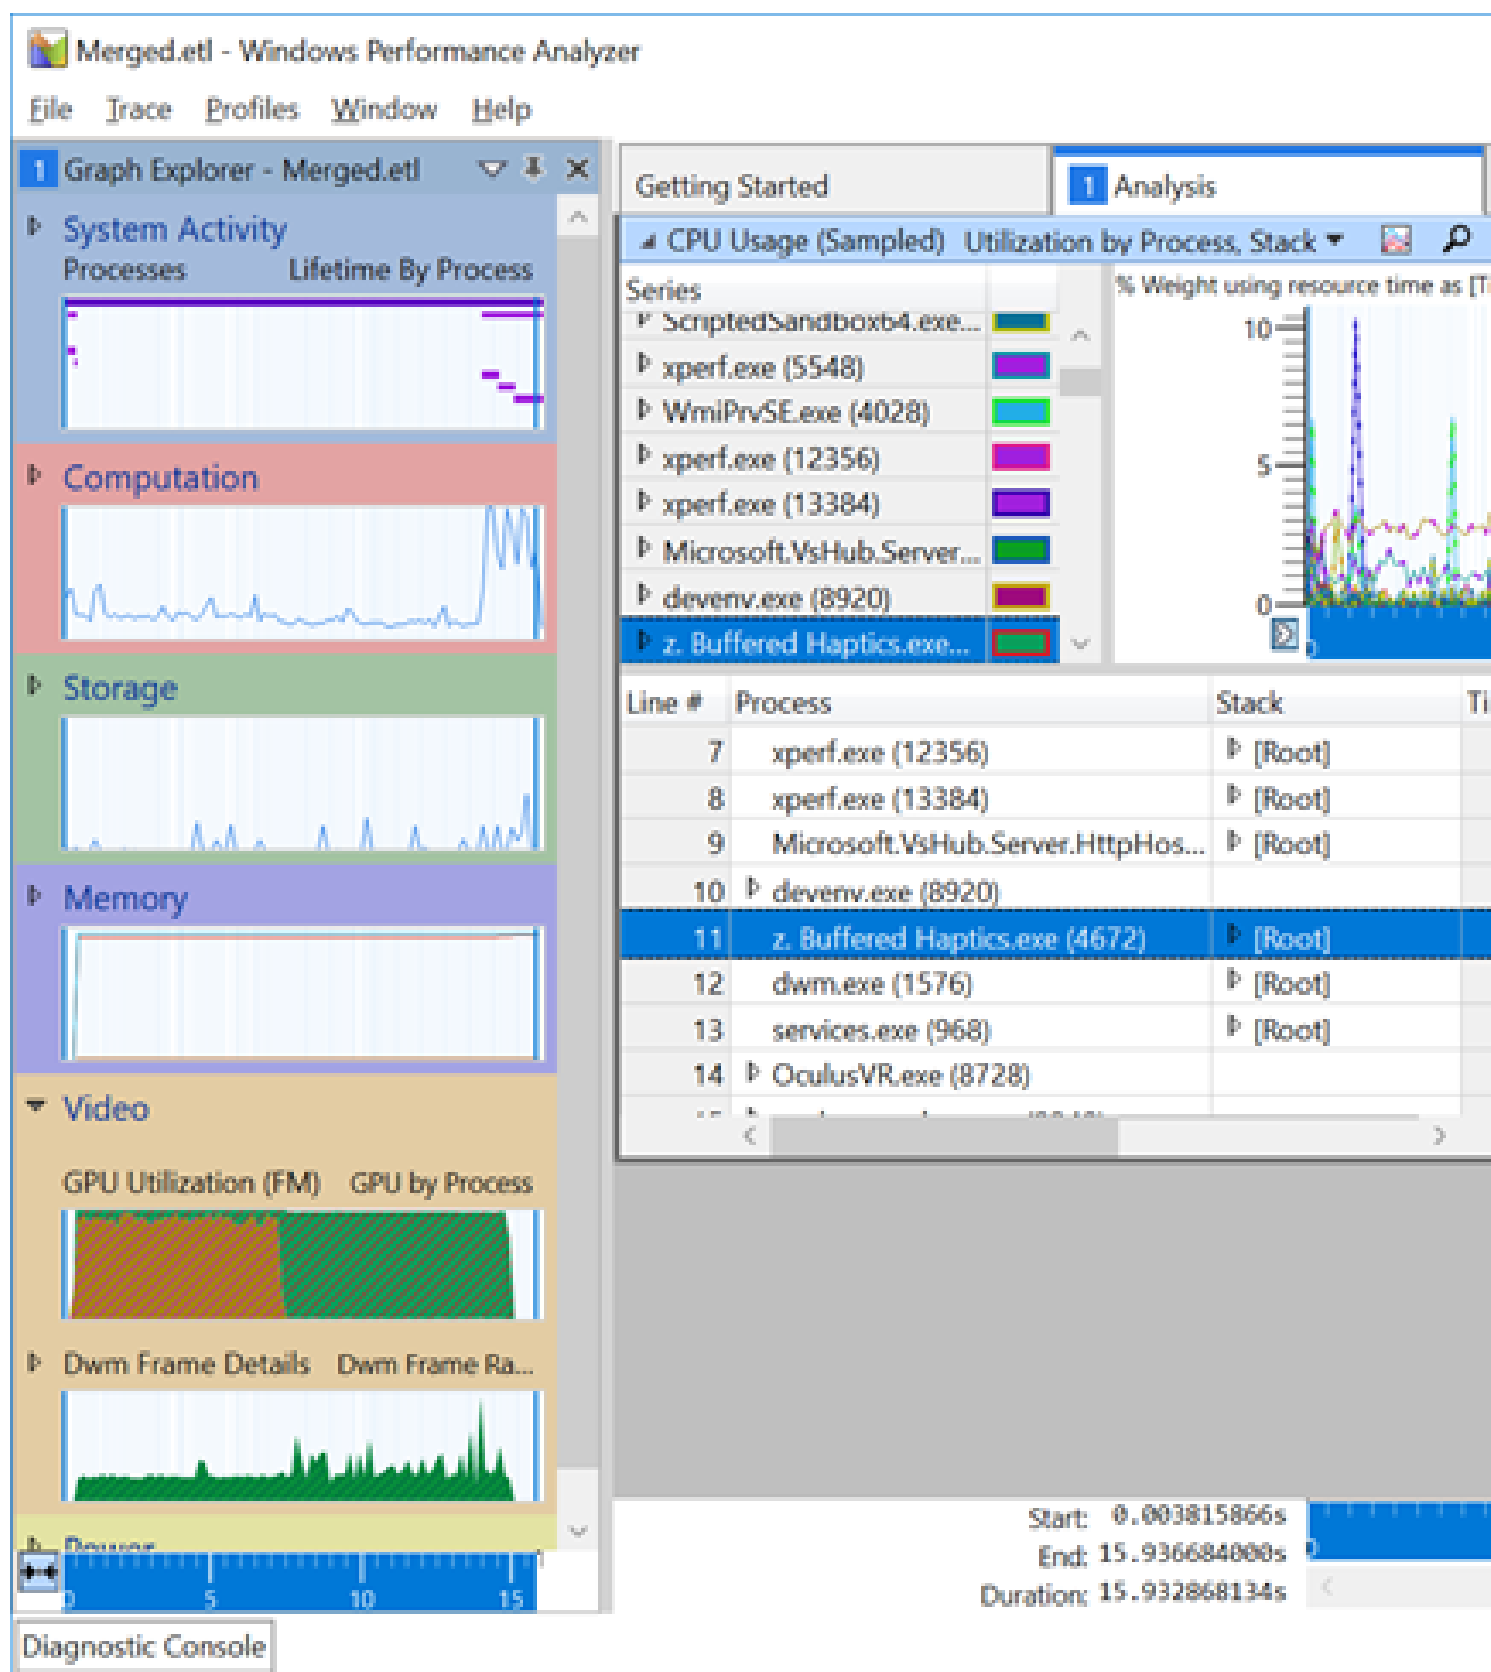 Merged.etl - Windows Performance Analyzer
File Trace Profiles Window Help
1 Graph Explorer - Merged.etl
System Activity
Processes Lifetime By Process
Computation
Storage
Memory
Video
GPU Utilization (FM) GPU by Process
Dwm Frame Details Dwm Frame Ra...
Power
0 5 10 15
Diagnostic Console
Getting Started
1 Analysis
CPU Usage (Sampled) Utilization by Process, Stack
Series
ScriptedSandbox64.exe...
xperf.exe (5548)
WmiPrvSE.exe (4028)
xperf.exe (12356)
xperf.exe (13384)
Microsoft.VsHub.Server...
devenv.exe (8920)
z. Buffered Haptics.exe...
% Weight using resource time as [Ti
10
5
0
0
Line # Process Stack Ti
7 xperf.exe (12356) [Root]
8 xperf.exe (13384) [Root]
9 Microsoft.VsHub.Server.HttpHos... [Root]
10 devenv.exe (8920)
11 z. Buffered Haptics.exe (4672) [Root]
12 dwm.exe (1576) [Root]
13 services.exe (968) [Root]
14 OculusVR.exe (8728)
Start: 0.003815866s
End: 15.936684000s
Duration: 15.932868134s
0